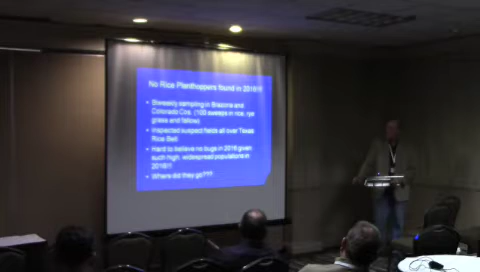 No Rice Planthoppers found in 2016!!!
• Biweekly sampling in Brazoria and
Colorado Cos. (100 sweeps in rice, rye
grass and fallow)
• Inspected suspect fields all over Texas
Rice Belt
• Hard to believe no bugs in 2016 given
such high, widespread populations in
• Where did they go???